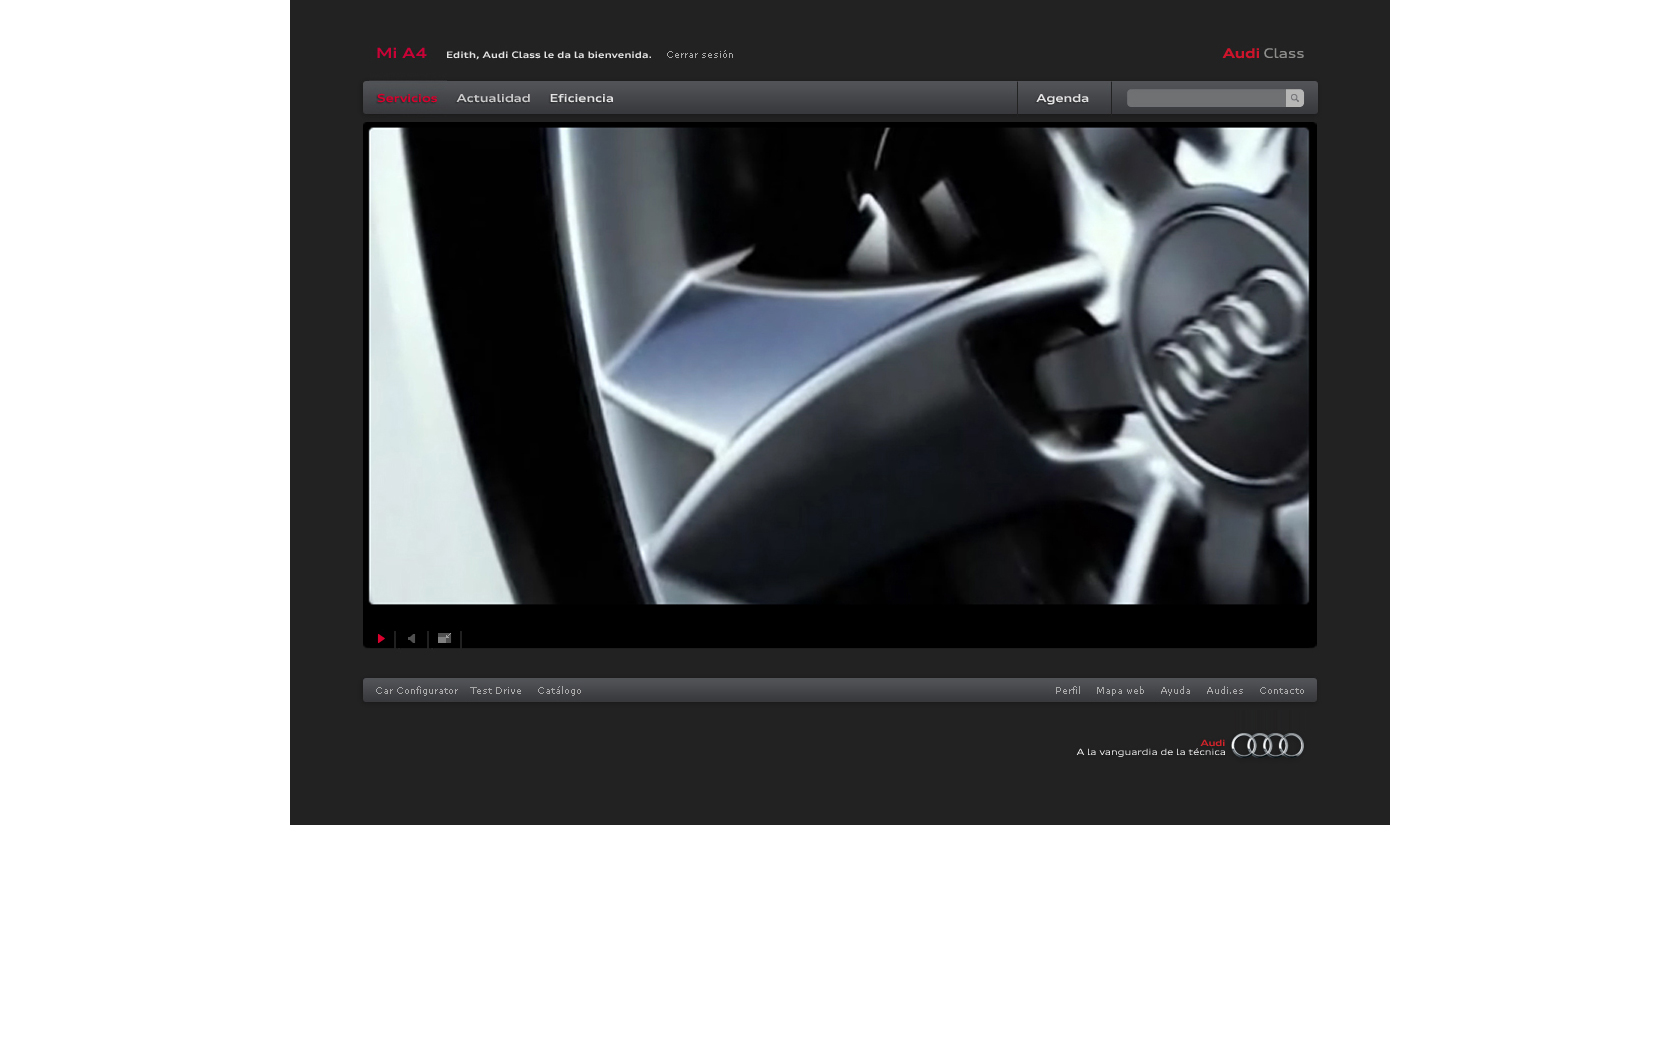 Mi A4 Edith, Audi Class le da la bienvenida. Cerrar sesión Audi Class
Servicios Actualidad Eficiencia Agenda
Car Configurator Test Drive Catálogo Perfil Mapa web Ayuda Audi.es Contacto
Audi
A la vanguardia de la técnica